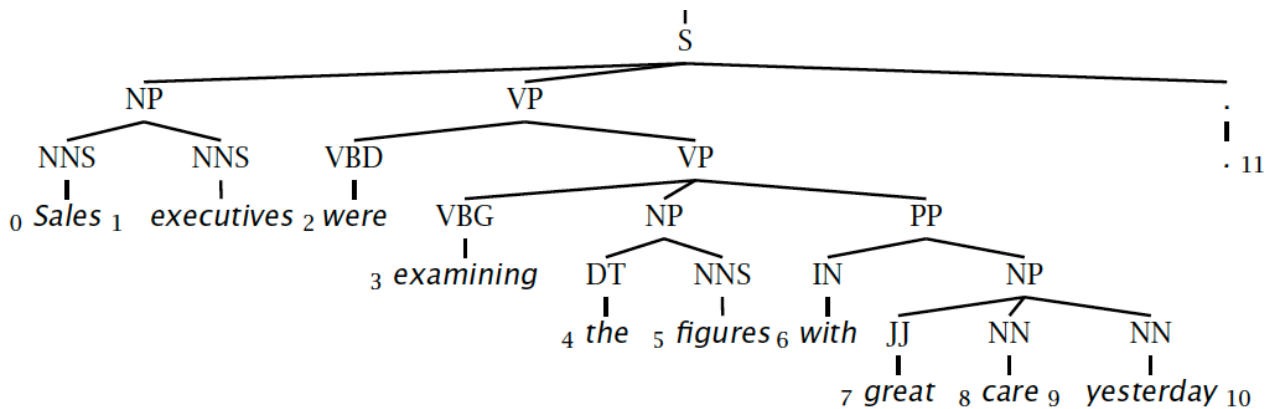 S
NP VP .
NNS NNS VBD VP . 11
0 Sales 1 executives 2 were VBG NP PP
3 examining DT NNS IN NP
4 the 5 figures 6 with JJ NN NN
7 great 8 care 9 yesterday 10